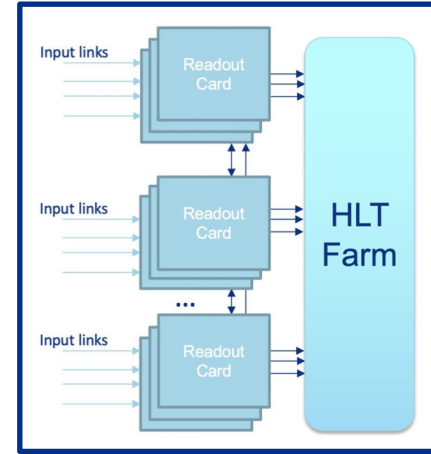 Input links
Readout
Card
Input links
Readout
Card
HLT
Farm
...
Input links
Readout
Card